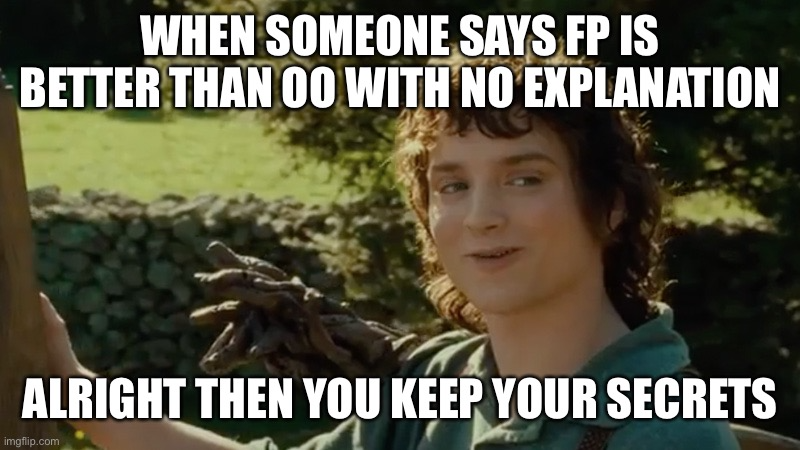 WHEN SOMEONE SAYS FP IS
BETTER THAN OO WITH NO EXPLANATION
ALRIGHT THEN YOU KEEP YOUR SECRETS
imgflip.com